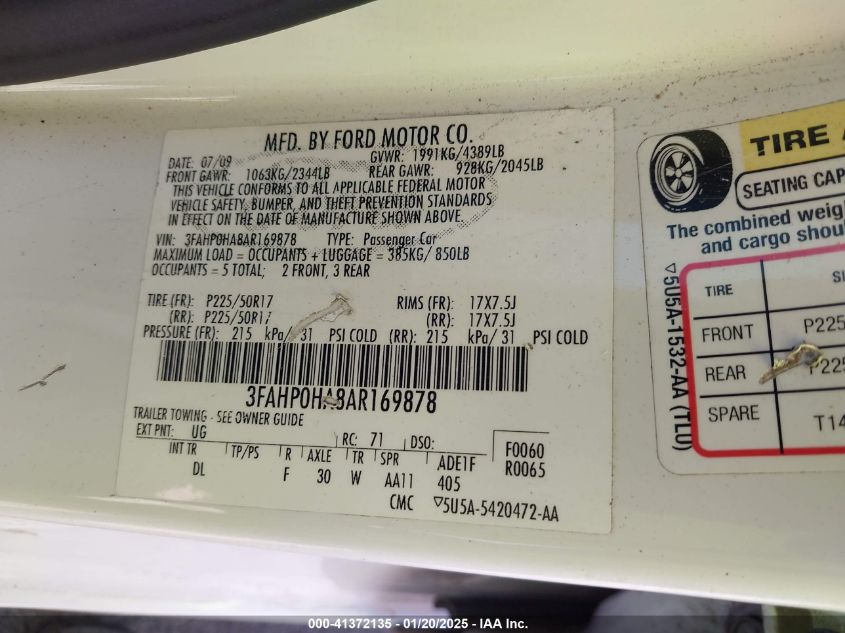 MFD. BY FORD MOTOR CO.
DATE: 07/09 GVWR: 1991KG/4389LB
FRONT GAWR: 1063KG/2344LB REAR GAWR: 928KG/2045LB
THIS VEHICLE CONFORMS TO ALL APPLICABLE FEDERAL MOTOR
VEHICLE SAFETY, BUMPER, AND THEFT PREVENTION STANDARDS
IN EFFECT ON THE DATE OF MANUFACTURE SHOWN ABOVE.
VIN: 3FAHP0HA8AR169878 TYPE: Passenger Car
MAXIMUM LOAD = OCCUPANTS + LUGGAGE = 385KG/ 850LB
OCCUPANTS = 5 TOTAL; 2 FRONT, 3 REAR
TIRE (FR): P225/50R17 RIMS (FR): 17X7.5J
(RR): P225/50R17 (RR): 17X7.5J
PRESSURE (FR): 215 kPa/ 31 PSI COLD (RR): 215 kPa/ 31 PSI COLD
3FAHP0HA8AR169878
TRAILER TOWING - SEE OWNER GUIDE
EXT PNT: UG RC: 71 DSO: F0060
INT TR TP/PS R AXLE TR SPR ADE1F R0065
DL F 30 W AA11 405
CMC ▽5U5A-5420472-AA
TIRE A
SEATING CAP
The combined weigh
and cargo shoul
▽5U5A-1532-AA (TLU)
TIRE SI
FRONT P225
REAR P225
SPARE T14
000-41372135 - 01/20/2025 - IAA Inc.